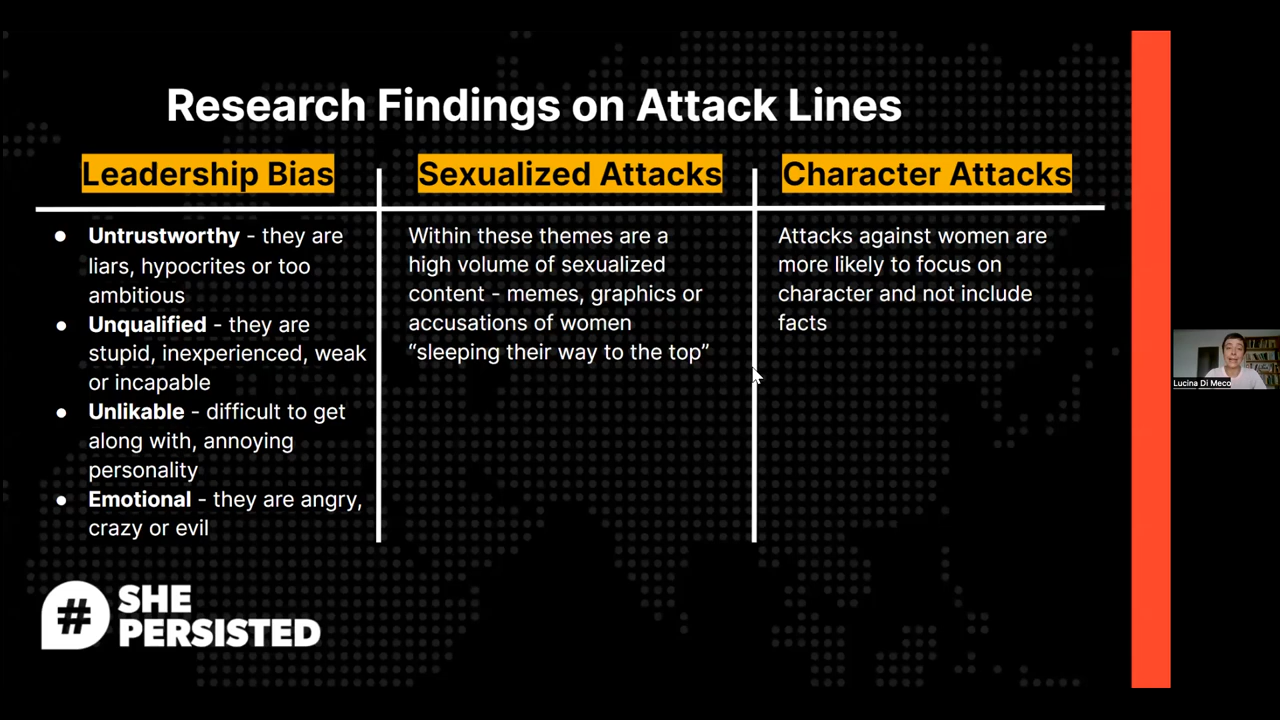 Research Findings on Attack Lines
Leadership Bias
● Untrustworthy - they are
liars, hypocrites or too
ambitious
● Unqualified - they are
stupid, inexperienced, weak
or incapable
● Unlikable - difficult to get
along with, annoying
personality
● Emotional - they are angry,
crazy or evil
Sexualized Attacks
Within these themes are a
high volume of sexualized
content - memes, graphics or
accusations of women
“sleeping their way to the top”
Character Attacks
Attacks against women are
more likely to focus on
character and not include
facts
# SHE
PERSISTED
Lucina Di Meco